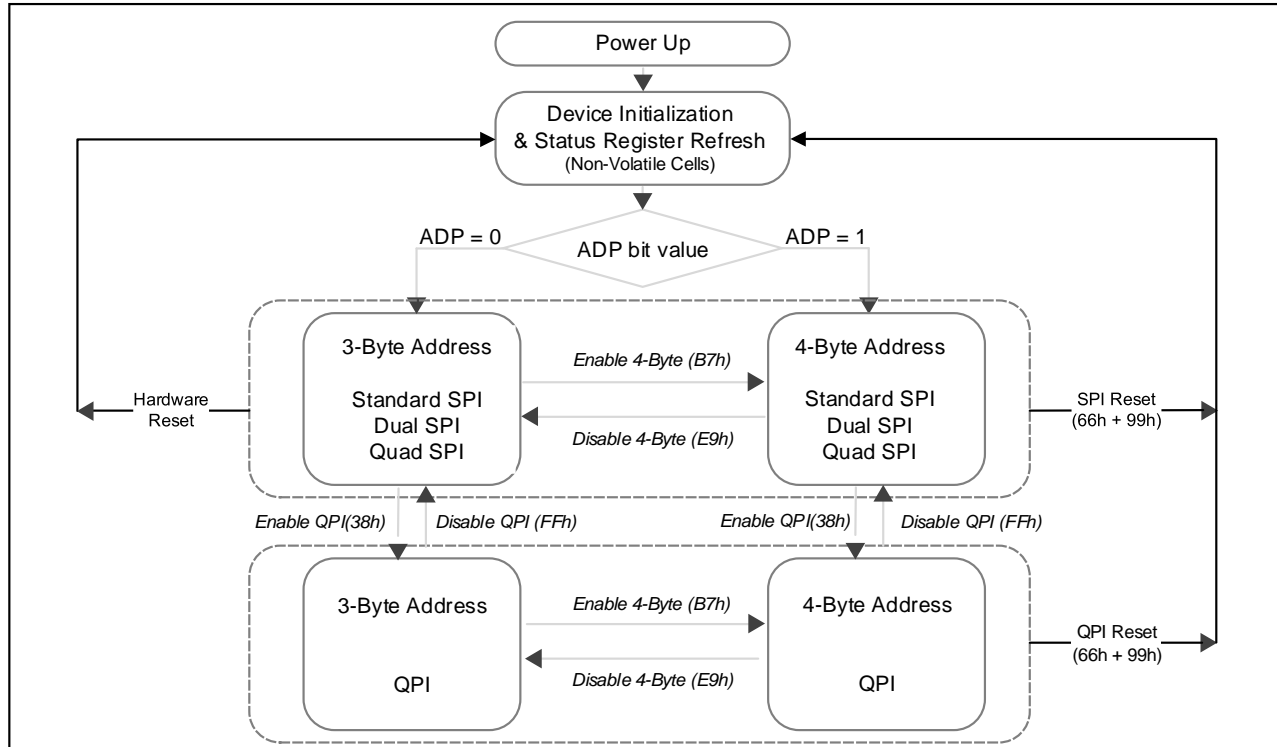 Power Up
Device Initialization
& Status Register Refresh
(Non-Volatile Cells)
ADP = 0
ADP bit value
ADP = 1
3-Byte Address
Standard SPI
Dual SPI
Quad SPI
Enable 4-Byte (B7h)
Disable 4-Byte (E9h)
4-Byte Address
Standard SPI
Dual SPI
Quad SPI
Hardware
Reset
SPI Reset
(66h + 99h)
Enable QPI(38h)
Disable QPI (FFh)
Enable QPI(38h)
Disable QPI (FFh)
3-Byte Address
QPI
Enable 4-Byte (B7h)
Disable 4-Byte (E9h)
4-Byte Address
QPI
QPI Reset
(66h + 99h)